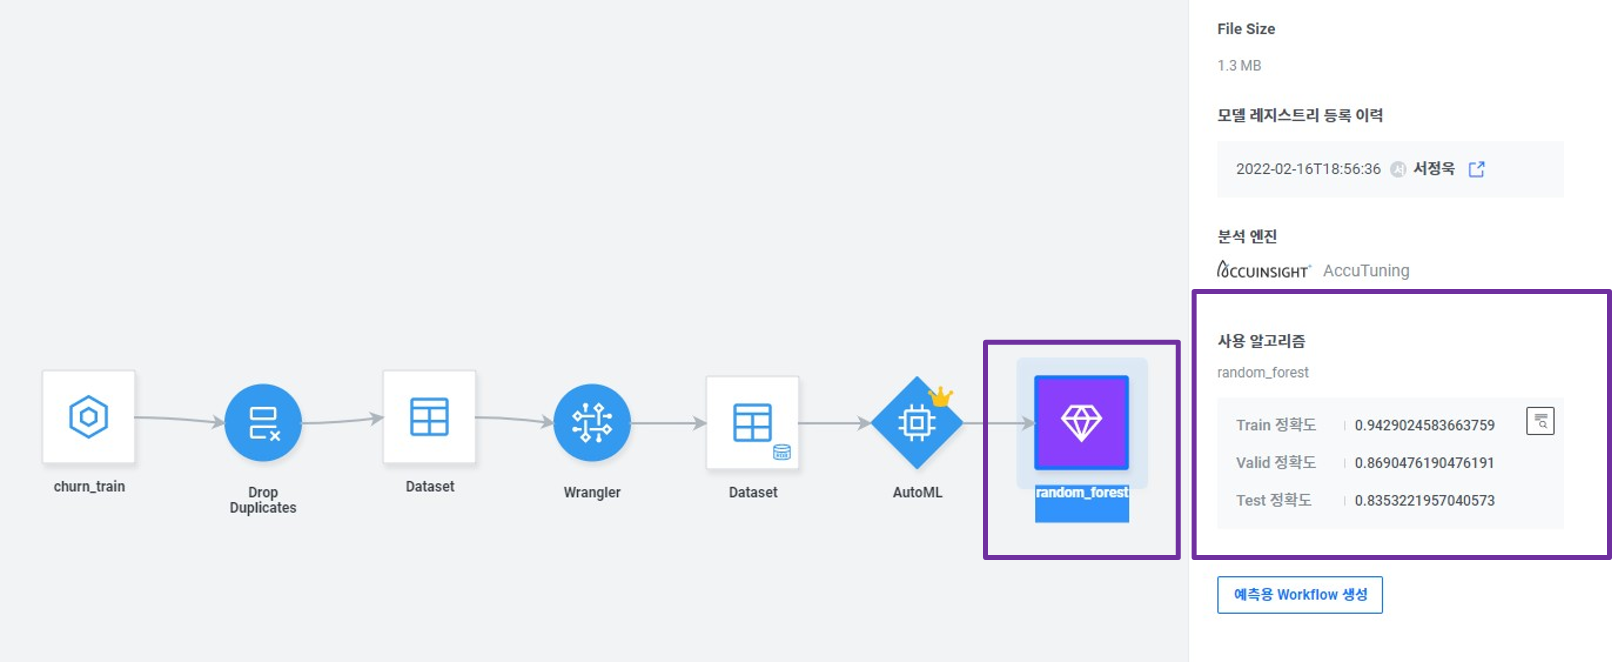 churn_train
Drop
Duplicates
Dataset
Wrangler
Dataset
AutoML
random_forest
File Size
1.3 MB
모델 레지스트리 등록 이력
2022-02-16T18:56:36 서 서정욱
분석 엔진
ACCUINSIGHT+ AccuTuning
사용 알고리즘
random_forest
Train 정확도 0.9429024583663759
Valid 정확도 0.8690476190476191
Test 정확도 0.8353221957040573
예측용 Workflow 생성